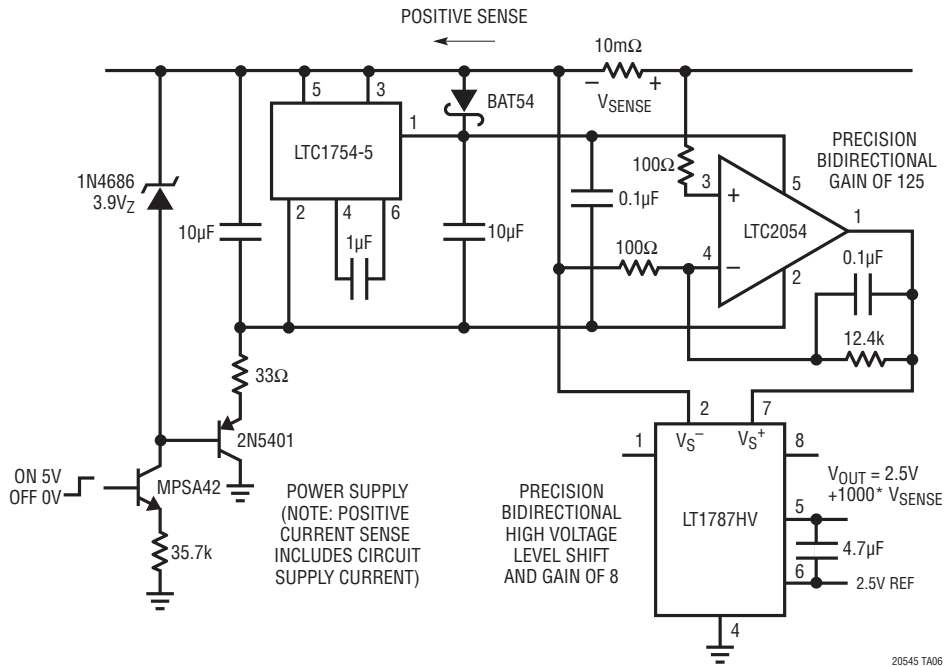 POSITIVE SENSE
10mΩ
– +
VSENSE
5
3
BAT54
1
LTC1754-5
2
4
6
1µF
1N4686
3.9VZ
10µF
10µF
0.1µF
100Ω
3
+
5
LTC2054
1
100Ω
4
–
2
PRECISION
BIDIRECTIONAL
GAIN OF 125
0.1µF
12.4k
33Ω
2N5401
ON 5V
OFF 0V
MPSA42
35.7k
POWER SUPPLY
(NOTE: POSITIVE
CURRENT SENSE
INCLUDES CIRCUIT
SUPPLY CURRENT)
PRECISION
BIDIRECTIONAL
HIGH VOLTAGE
LEVEL SHIFT
AND GAIN OF 8
2
7
1
VS–
VS+
8
LT1787HV
5
6
4
VOUT = 2.5V
+1000* VSENSE
4.7µF
2.5V REF
20545 TA06